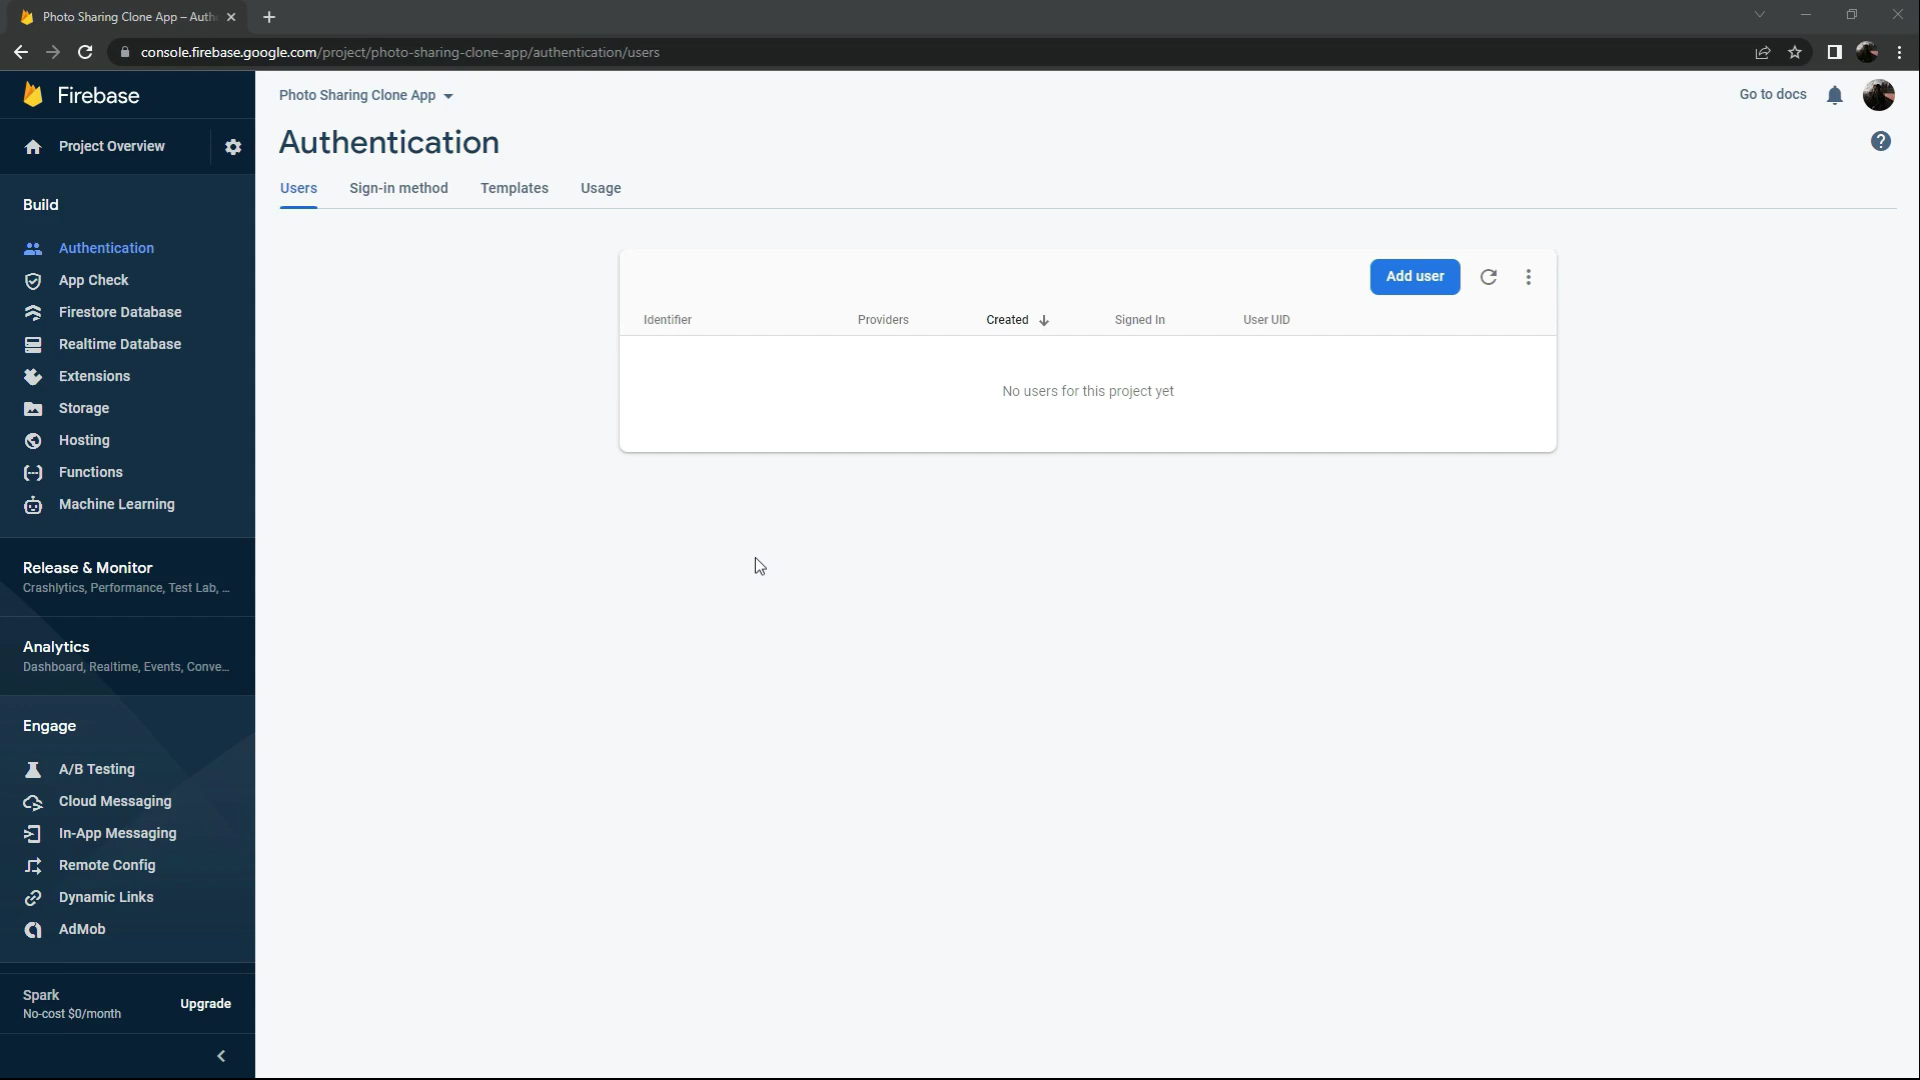 Photo Sharing Clone App – Auth
console.firebase.google.com/project/photo-sharing-clone-app/authentication/users
Firebase
Photo Sharing Clone App
Go to docs
Project Overview
Authentication
Users Sign-in method Templates Usage
Build
Authentication
App Check
Firestore Database
Realtime Database
Extensions
Storage
Hosting
Functions
Machine Learning
Add user
Identifier Providers Created Signed In User UID
No users for this project yet
Release & Monitor
Crashlytics, Performance, Test Lab, ...
Analytics
Dashboard, Realtime, Events, Conve...
Engage
A/B Testing
Cloud Messaging
In-App Messaging
Remote Config
Dynamic Links
AdMob
Spark
No-cost $0/month
Upgrade